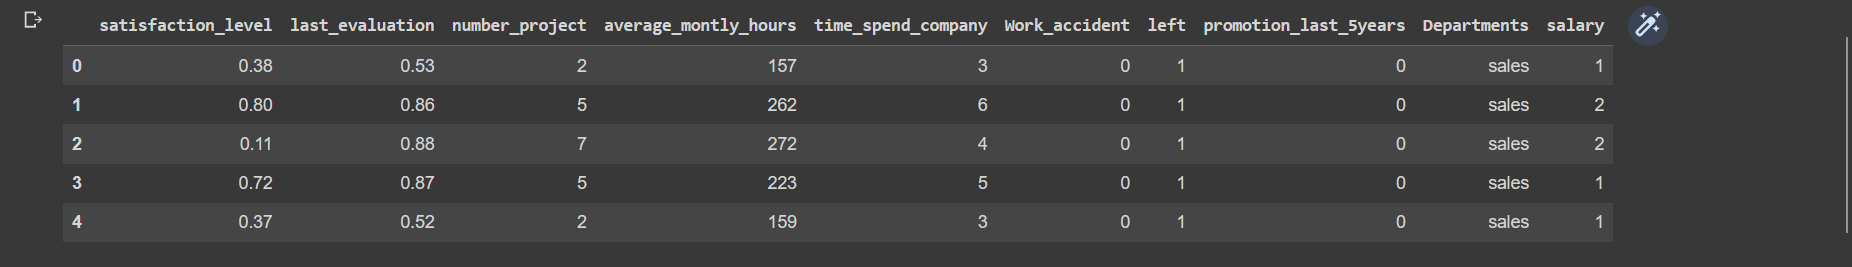 satisfaction_level last_evaluation number_project average_montly_hours time_spend_company Work_accident left promotion_last_5years Departments salary
0 0.38 0.53 2 157 3 0 1 0 sales 1
1 0.80 0.86 5 262 6 0 1 0 sales 2
2 0.11 0.88 7 272 4 0 1 0 sales 2
3 0.72 0.87 5 223 5 0 1 0 sales 1
4 0.37 0.52 2 159 3 0 1 0 sales 1